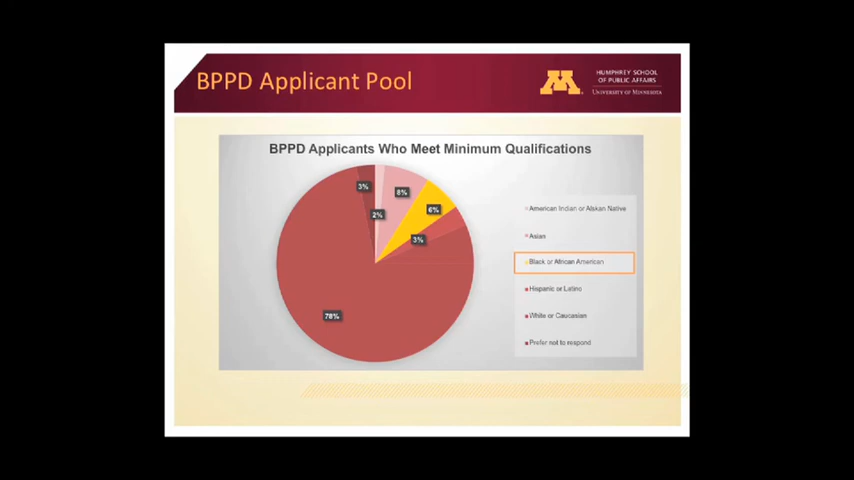 BPPD Applicant Pool
HUMPHREY SCHOOL
OF PUBLIC AFFAIRS
UNIVERSITY OF MINNESOTA
BPPD Applicants Who Meet Minimum Qualifications
3%
8%
2%
6%
3%
78%
American Indian or Alskan Native
Asian
Black or African American
Hispanic or Latino
White or Caucasian
Prefer not to respond